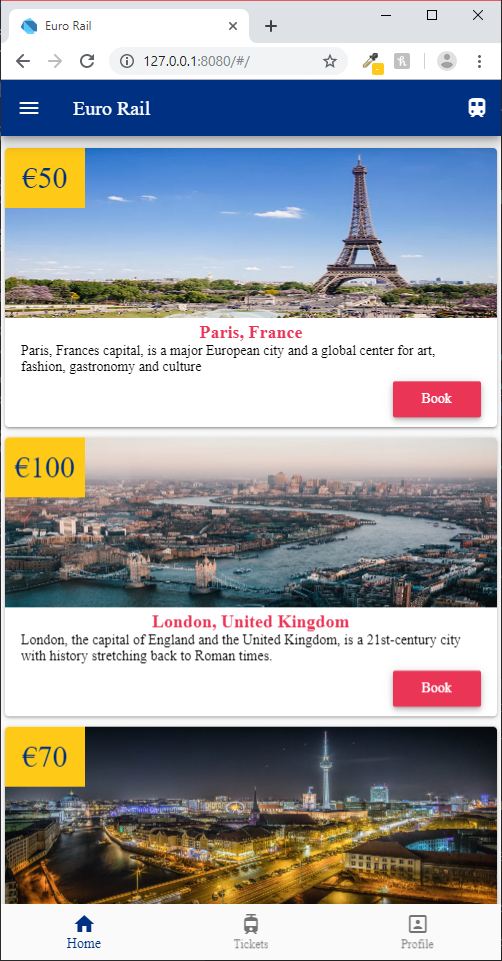 Euro Rail
127.0.0.1:8080/#/
Euro Rail
€50
Paris, France
Paris, Frances capital, is a major European city and a global center for art,
fashion, gastronomy and culture
Book
€100
London, United Kingdom
London, the capital of England and the United Kingdom, is a 21st-century city
with history stretching back to Roman times.
Book
€70
Home
Tickets
Profile